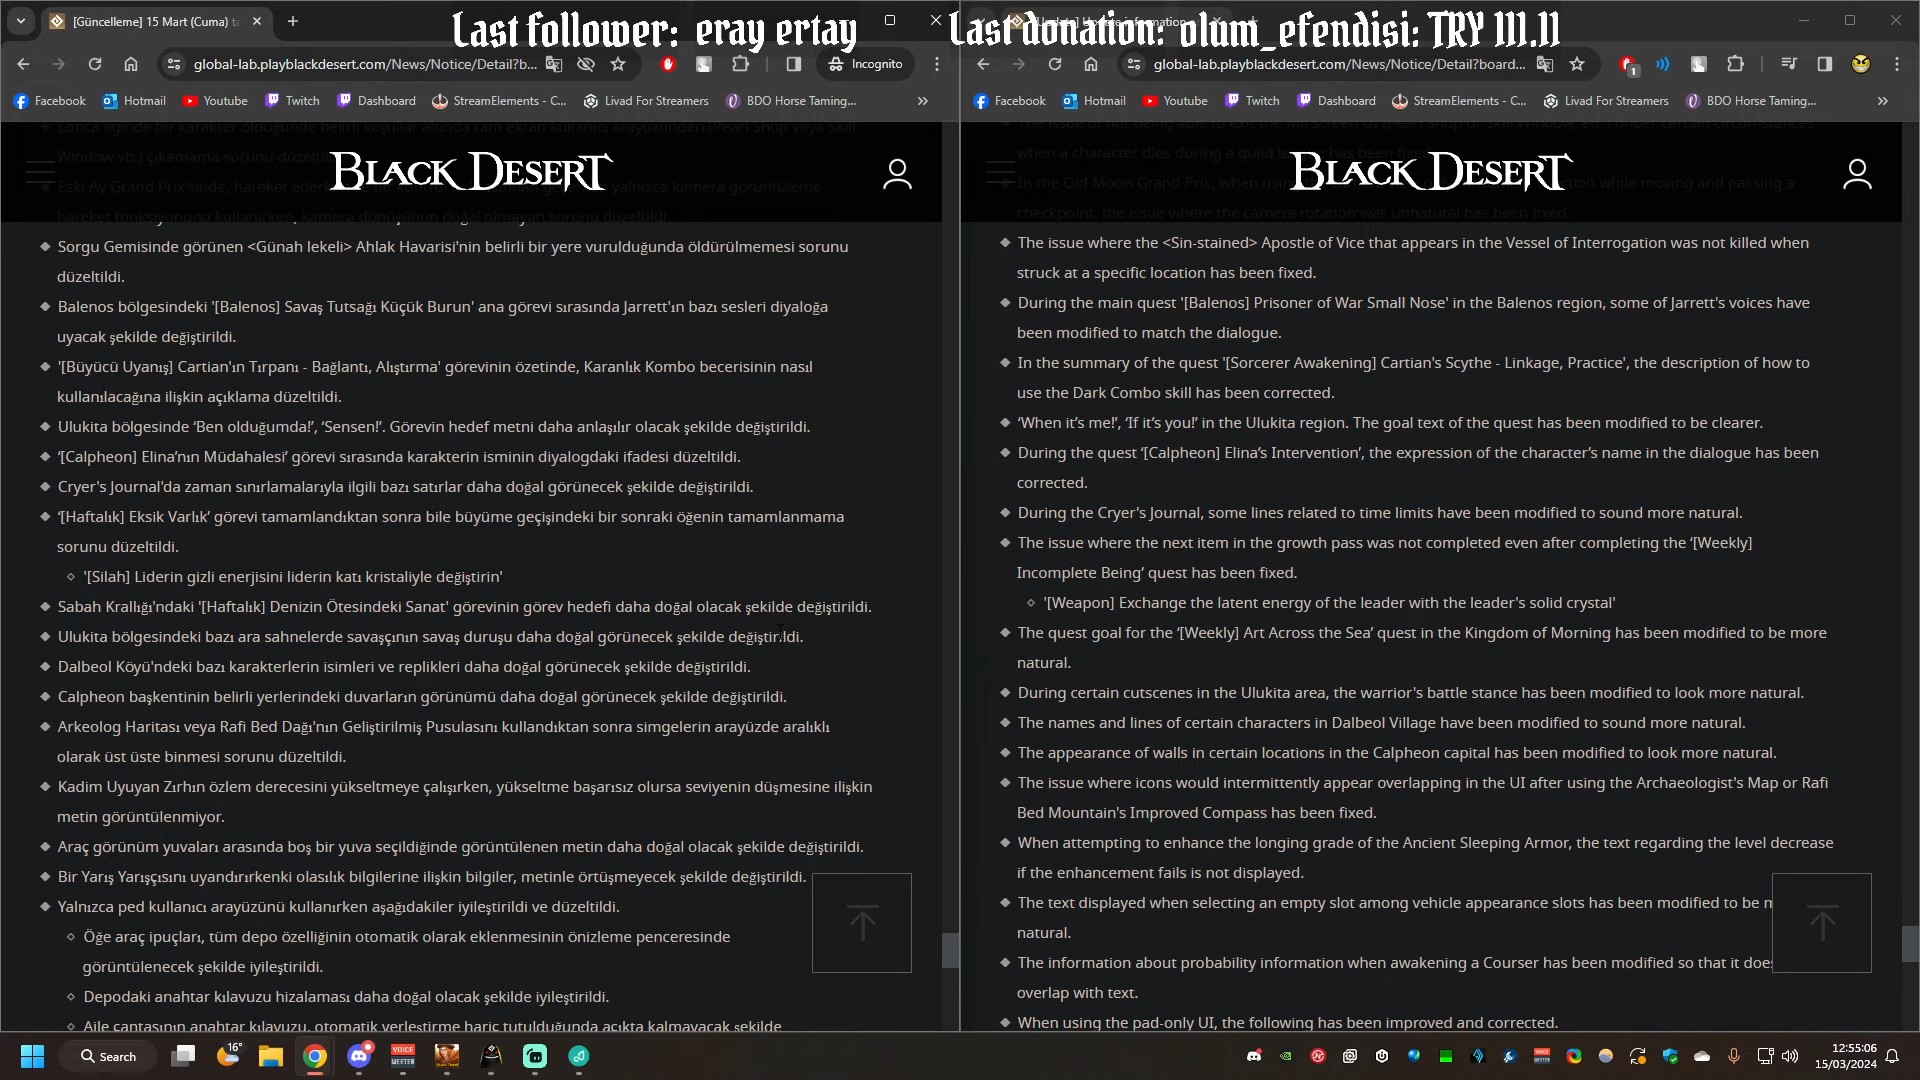 [Güncelleme] 15 Mart (Cuma)
Last follower: eray ertay
Last donation: olum_efendisi: TRY 111.11
global-lab.playblackdesert.com/News/Notice/Detail?b...
Incognito
Facebook Hotmail Youtube Twitch Dashboard StreamElements - C... Livad For Streamers BDO Horse Taming... »
Lonca liginde bir karakter öldüğünde belirli koşullar altında tam ekran kullanıcı arayüzünden (Pearl Shop veya Skill
Window vb.) çıkamama sorunu düzeltildi.
BLACK DESERT
Eski Ay Grand Prix'sinde, hareket ederken
yalnızca kamera görüntüleme
hareket fonksiyonunu kullanırken, kamera dönüşünün doğal olmayan sorunu düzeltildi.
Sorgu Gemisinde görünen <Günah lekeli> Ahlak Havarisi'nin belirli bir yere vurulduğunda öldürülmemesi sorunu
düzeltildi.
Balenos bölgesindeki '[Balenos] Savaş Tutsağı Küçük Burun' ana görevi sırasında Jarrett'ın bazı sesleri diyaloğa
uyacak şekilde değiştirildi.
'[Büyücü Uyanış] Cartian'ın Tırpanı - Bağlantı, Alıştırma' görevinin özetinde, Karanlık Kombo becerisinin nasıl
kullanılacağına ilişkin açıklama düzeltildi.
Ulukita bölgesinde ‘Ben olduğumda!’, ‘Sensen!’. Görevin hedef metni daha anlaşılır olacak şekilde değiştirildi.
‘[Calpheon] Elina’nın Müdahalesi’ görevi sırasında karakterin isminin diyalogdaki ifadesi düzeltildi.
Cryer's Journal'da zaman sınırlamalarıyla ilgili bazı satırlar daha doğal görünecek şekilde değiştirildi.
‘[Haftalık] Eksik Varlık’ görevi tamamlandıktan sonra bile büyüme geçişindeki bir sonraki öğenin tamamlanmama
sorunu düzeltildi.
'[Silah] Liderin gizli enerjisini liderin katı kristaliyle değiştirin'
Sabah Krallığı'ndaki '[Haftalık] Denizin Ötesindeki Sanat' görevinin görev hedefi daha doğal olacak şekilde değiştirildi.
Ulukita bölgesindeki bazı ara sahnelerde savaşçının savaş duruşu daha doğal görünecek şekilde değiştirildi.
Dalbeol Köyü'ndeki bazı karakterlerin isimleri ve replikleri daha doğal görünecek şekilde değiştirildi.
Calpheon başkentinin belirli yerlerindeki duvarların görünümü daha doğal görünecek şekilde değiştirildi.
Arkeolog Haritası veya Rafi Bed Dağı'nın Geliştirilmiş Pusulasını kullandıktan sonra simgelerin arayüzde aralıklı
olarak üst üste binmesi sorunu düzeltildi.
Kadim Uyuyan Zırhın özlem derecesini yükseltmeye çalışırken, yükseltme başarısız olursa seviyenin düşmesine ilişkin
metin görüntülenmiyor.
Araç görünüm yuvaları arasında boş bir yuva seçildiğinde görüntülenen metin daha doğal olacak şekilde değiştirildi.
Bir Yarış Yarışçısını uyandırırkenki olasılık bilgilerine ilişkin bilgiler, metinle örtüşmeyecek şekilde değiştirildi.
Yalnızca ped kullanıcı arayüzünü kullanırken aşağıdakiler iyileştirildi ve düzeltildi.
Öğe araç ipuçları, tüm depo özelliğinin otomatik olarak eklenmesinin önizleme penceresinde
görüntülenecek şekilde iyileştirildi.
Depodaki anahtar kılavuzu hizalaması daha doğal olacak şekilde iyileştirildi.
Aile çantasının anahtar kılavuzu, otomatik yerleştirme hariç tutulduğunda açıkta kalmayacak şekilde
global-lab.playblackdesert.com/News/Notice/Detail?board...
1
Facebook Hotmail Youtube Twitch Dashboard StreamElements - C... Livad For Streamers BDO Horse Taming... »
when a character dies during a guild league has been fixed.
BLACK DESERT
In the Old Moon Grand Prix, when using
while moving and passing a
checkpoint, the issue where the camera rotation was unnatural has been fixed.
The issue where the <Sin-stained> Apostle of Vice that appears in the Vessel of Interrogation was not killed when
struck at a specific location has been fixed.
During the main quest '[Balenos] Prisoner of War Small Nose' in the Balenos region, some of Jarrett's voices have
been modified to match the dialogue.
In the summary of the quest '[Sorcerer Awakening] Cartian's Scythe - Linkage, Practice', the description of how to
use the Dark Combo skill has been corrected.
‘When it’s me!’, ‘If it’s you!’ in the Ulukita region. The goal text of the quest has been modified to be clearer.
During the quest ‘[Calpheon] Elina’s Intervention’, the expression of the character’s name in the dialogue has been
corrected.
During the Cryer's Journal, some lines related to time limits have been modified to sound more natural.
The issue where the next item in the growth pass was not completed even after completing the ‘[Weekly]
Incomplete Being’ quest has been fixed.
'[Weapon] Exchange the latent energy of the leader with the leader's solid crystal'
The quest goal for the ‘[Weekly] Art Across the Sea’ quest in the Kingdom of Morning has been modified to be more
natural.
During certain cutscenes in the Ulukita area, the warrior's battle stance has been modified to look more natural.
The names and lines of certain characters in Dalbeol Village have been modified to sound more natural.
The appearance of walls in certain locations in the Calpheon capital has been modified to look more natural.
The issue where icons would intermittently appear overlapping in the UI after using the Archaeologist's Map or Rafi
Bed Mountain's Improved Compass has been fixed.
When attempting to enhance the longing grade of the Ancient Sleeping Armor, the text regarding the level decrease
if the enhancement fails is not displayed.
The text displayed when selecting an empty slot among vehicle appearance slots has been modified to be
natural.
The information about probability information when awakening a Courser has been modified so that it
overlap with text.
When using the pad-only UI, the following has been improved and corrected.
16°
Search
VOICE MEETER
12:55:06
15/03/2024